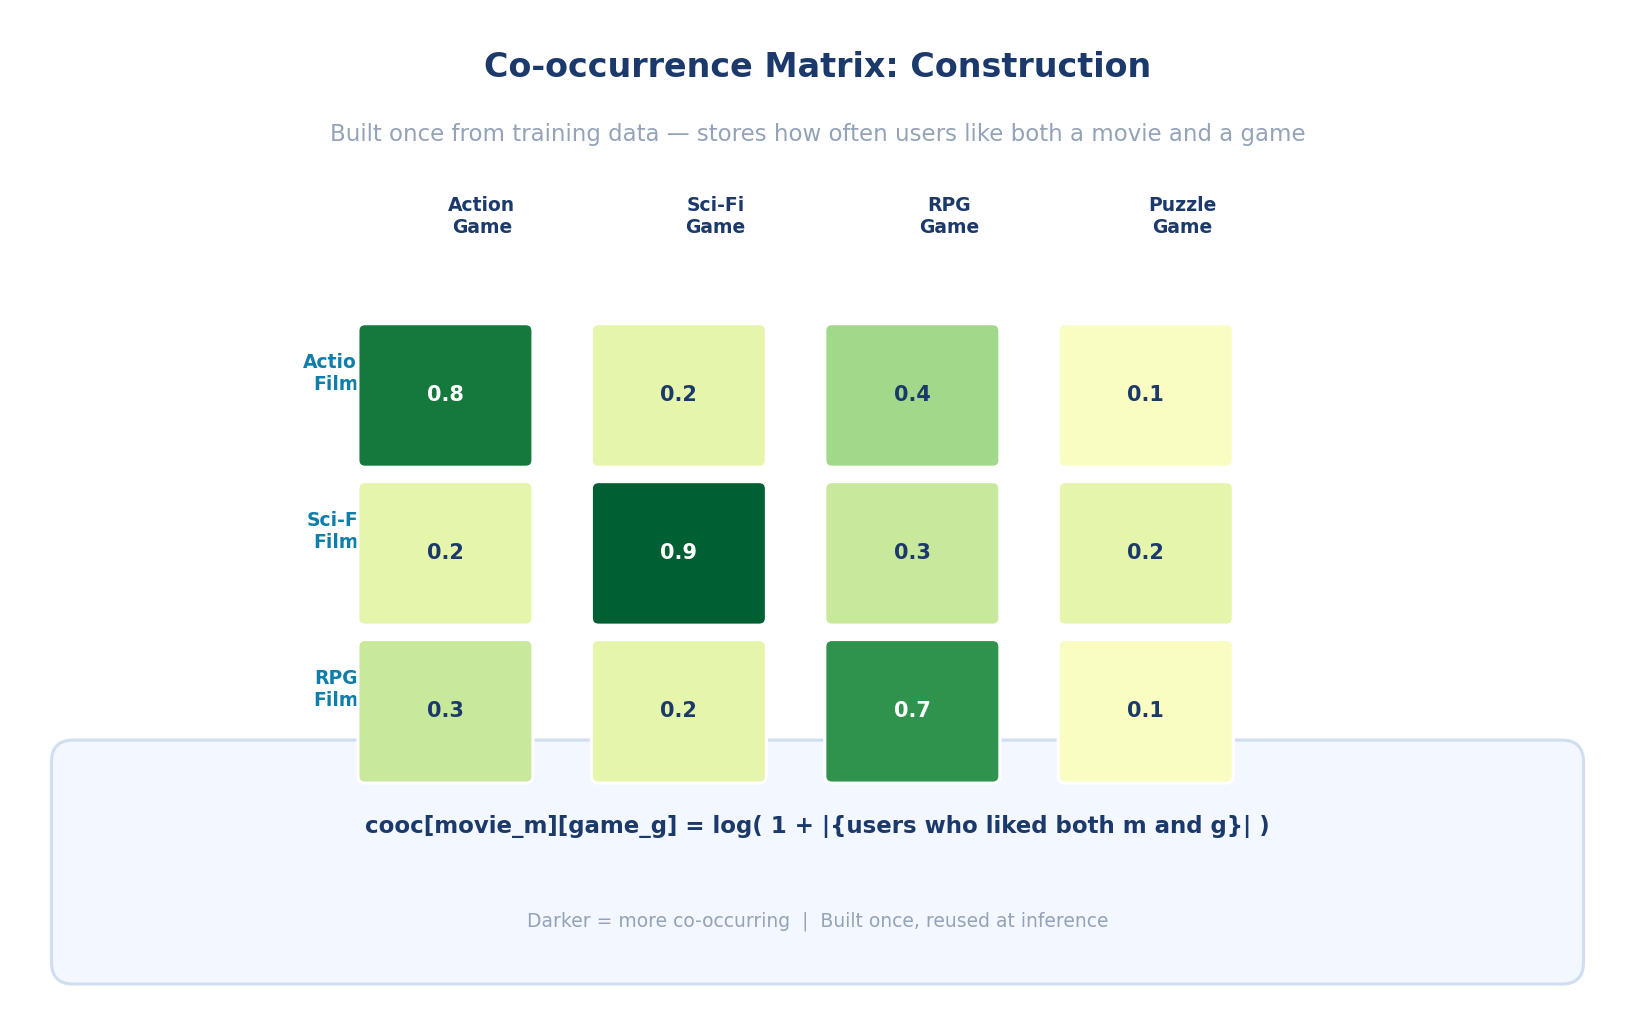 Co-occurrence Matrix: Construction
Built once from training data — stores how often users like both a movie and a game
Action Game
Sci-Fi Game
RPG Game
Puzzle Game
Actio
Film
0.8
0.2
0.4
0.1
Sci-F
Film
0.2
0.9
0.3
0.2
RPG
Film
0.3
0.2
0.7
0.1
cooc[movie_m][game_g] = log( 1 + |{users who liked both m and g}| )
Darker = more co-occurring | Built once, reused at inference